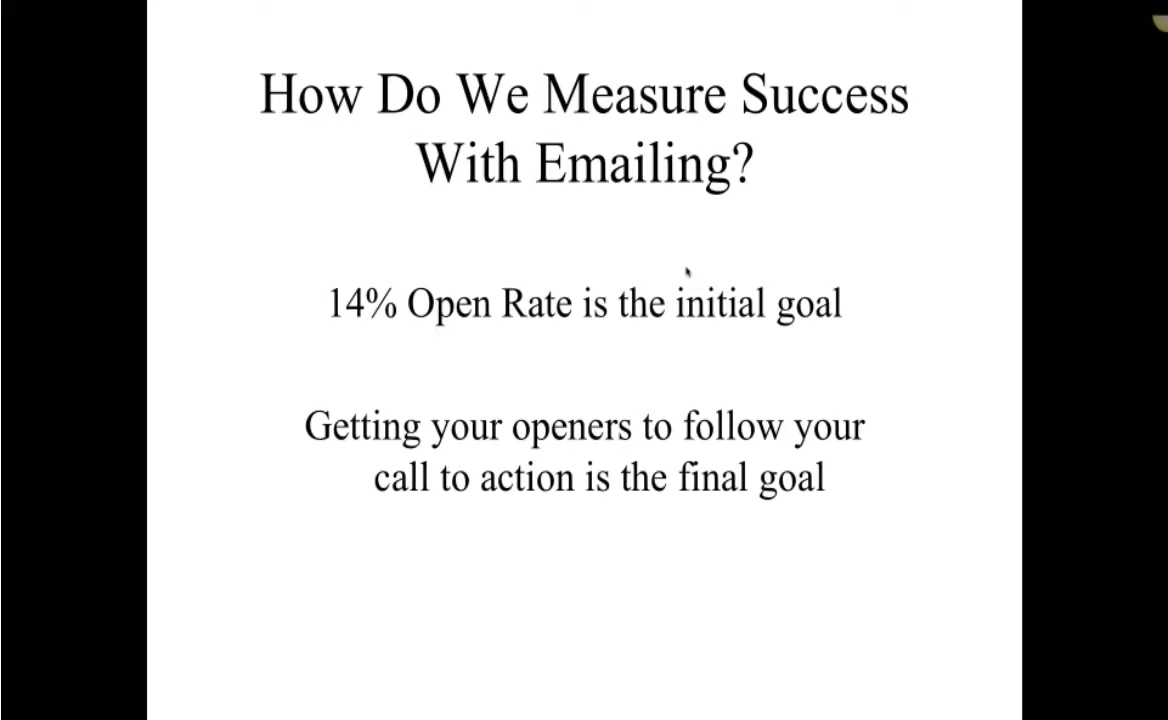 How Do We Measure Success
With Emailing?
14% Open Rate is the initial goal
Getting your openers to follow your
call to action is the final goal